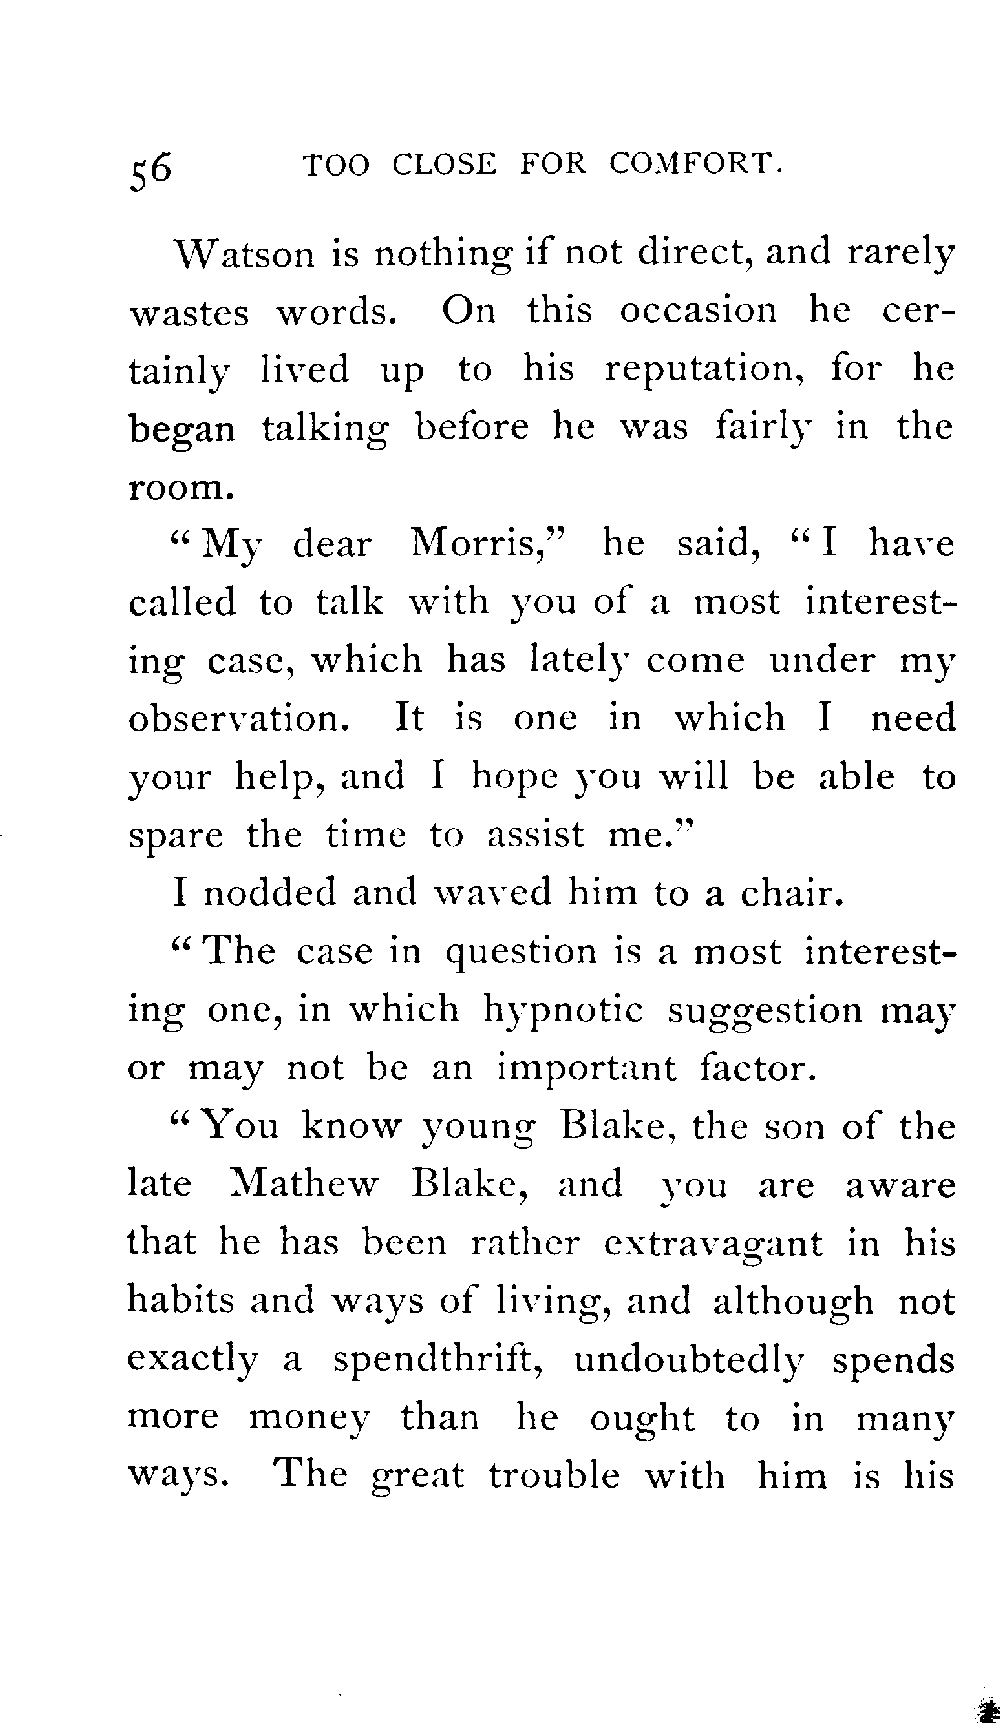 56 TOO CLOSE FOR COMFORT.
Watson is nothing if not direct, and rarely
wastes words. On this occasion he cer-
tainly lived up to his reputation, for he
began talking before he was fairly in the
room.
“ My dear Morris,” he said, “ I have
called to talk with you of a most interest-
ing case, which has lately come under my
observation. It is one in which I need
your help, and I hope you will be able to
spare the time to assist me.”
I nodded and waved him to a chair.
“ The case in question is a most interest-
ing one, in which hypnotic suggestion may
or may not be an important factor.
“ You know young Blake, the son of the
late Mathew Blake, and you are aware
that he has been rather extravagant in his
habits and ways of living, and although not
exactly a spendthrift, undoubtedly spends
more money than he ought to in many
ways. The great trouble with him is his